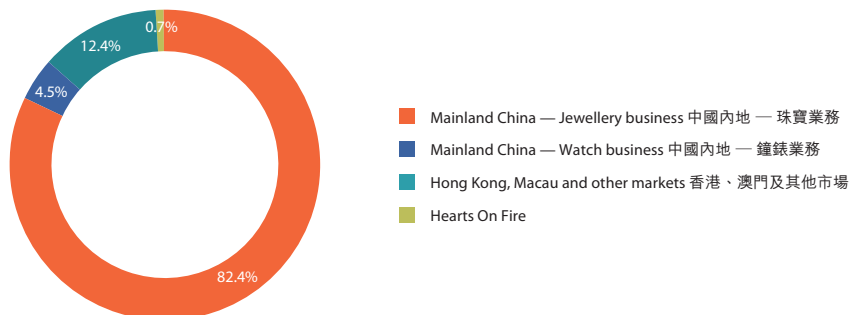 0.7%
12.4%
4.5%
82.4%
Mainland China — Jewellery business 中國內地 — 珠寶業務
Mainland China — Watch business 中國內地 — 鐘錶業務
Hong Kong, Macau and other markets 香港、澳門及其他市場
Hearts On Fire